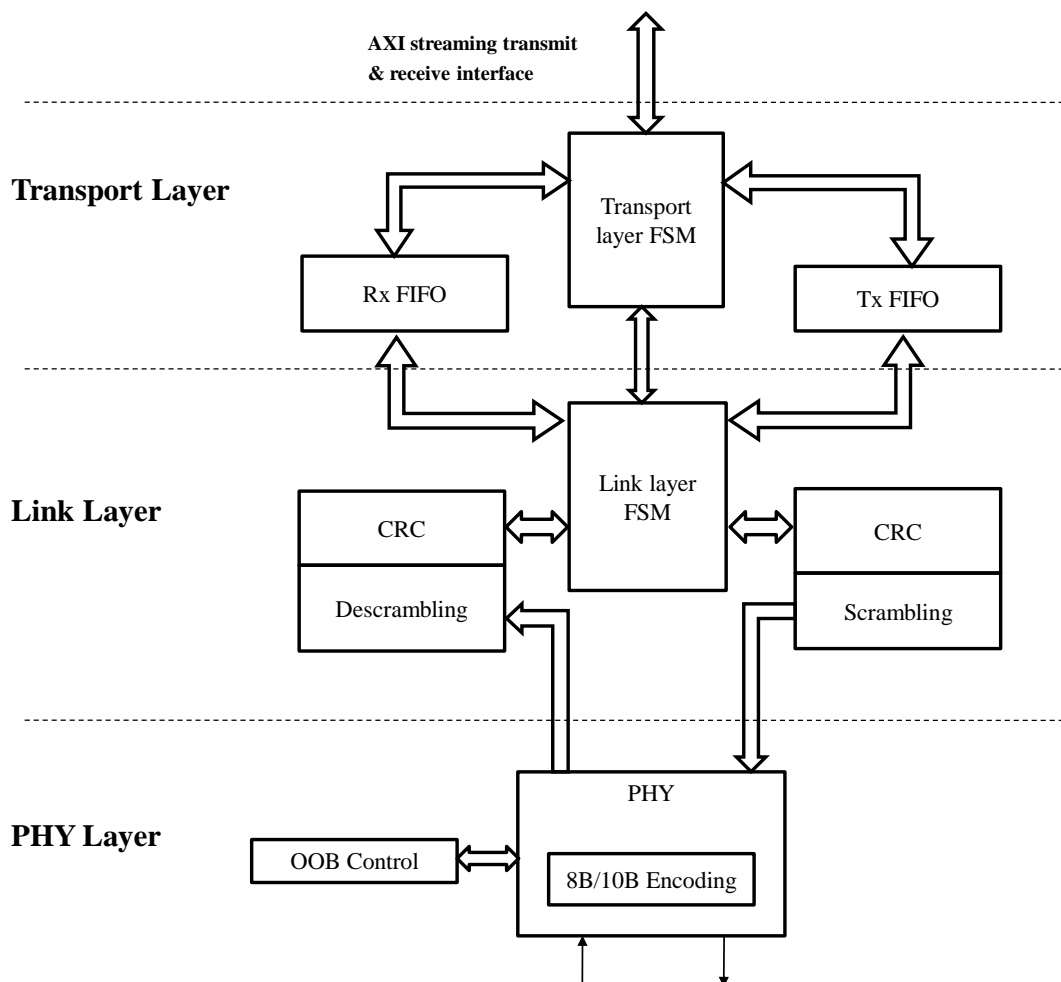 AXI streaming transmit
& receive interface
Transport Layer
Transport
layer FSM
Rx FIFO
Tx FIFO
Link Layer
Link layer
FSM
CRC
CRC
Descrambling
Scrambling
PHY
PHY Layer
OOB Control
8B/10B Encoding